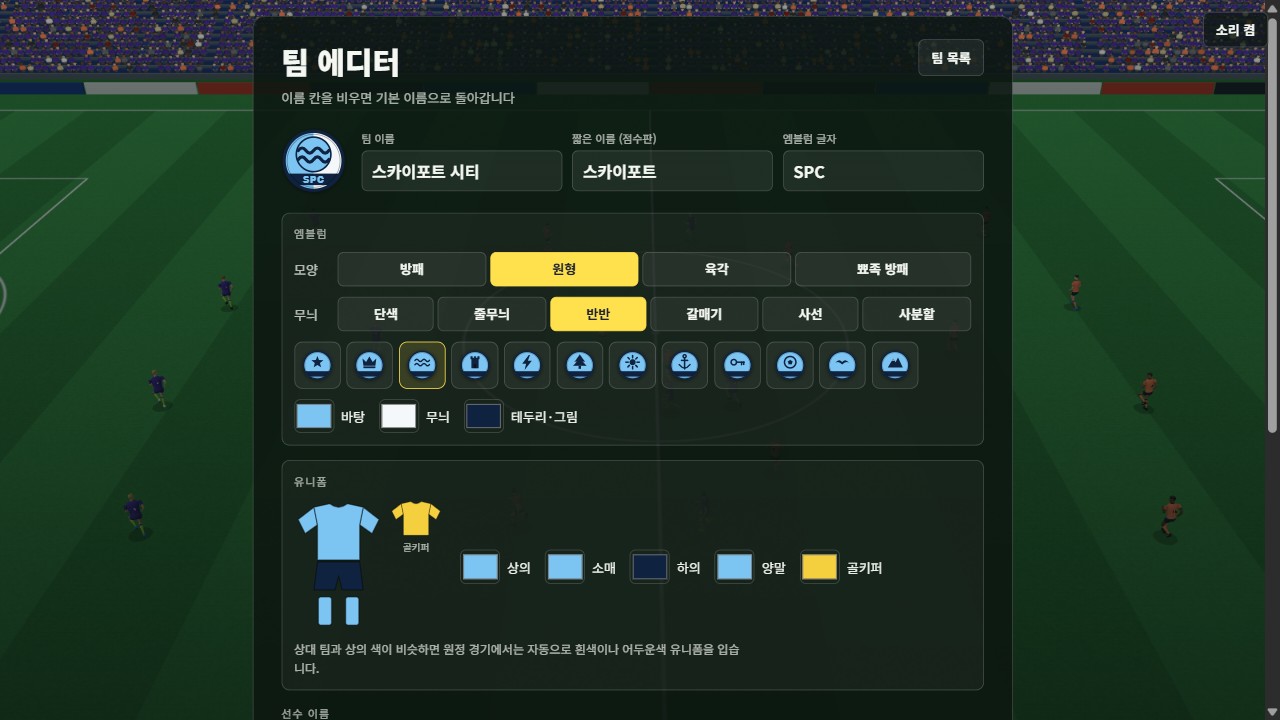 소리 켬
팀 에디터
팀 목록
이름 칸을 비우면 기본 이름으로 돌아갑니다
팀 이름
짧은 이름 (점수판)
엠블럼 글자
SPC
스카이포트 시티
스카이포트
SPC
엠블럼
모양
방패
원형
육각
뾰족 방패
무늬
단색
줄무늬
반반
갈매기
사선
사분할
바탕
무늬
테두리·그림
유니폼
골키퍼
상의
소매
하의
양말
골키퍼
상대 팀과 상의 색이 비슷하면 원정 경기에서는 자동으로 흰색이나 어두운색 유니폼을 입습
니다.
선수 이름